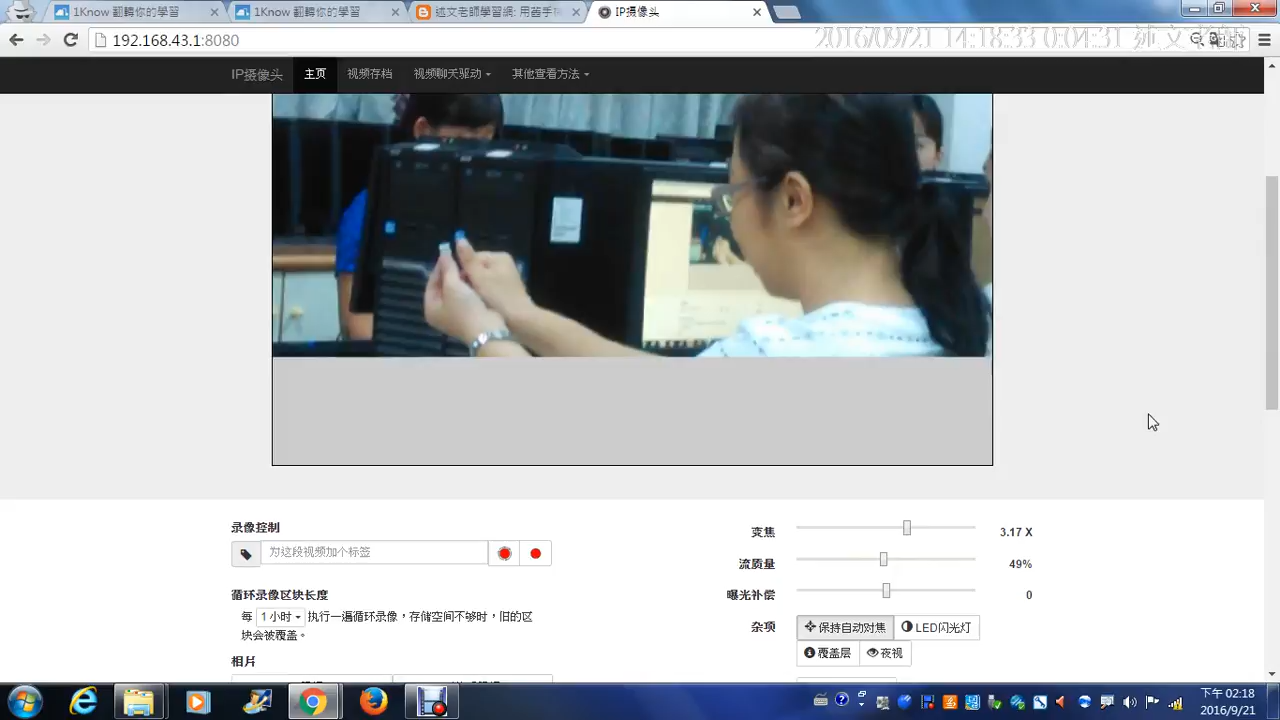 1Know 翻轉你的學習
1Know 翻轉你的學習
用舊手機
IP摄像头
192.168.43.1:8080
2016/09/21 14:18:33 0:04:31
IP摄像头 主页 视频存档 视频聊天驱动 其他查看方法
录像控制
为这段视频加个标签
循环录像区块长度
每 1 小时 执行一遍循环录像，存储空间不够时，旧的区
块会被覆盖。
相片
变焦 3.17 X
流质量 49%
曝光补偿 0
杂项 保持自动对焦 LED闪光灯
覆盖层 夜视
下午 02:18
2016/9/21